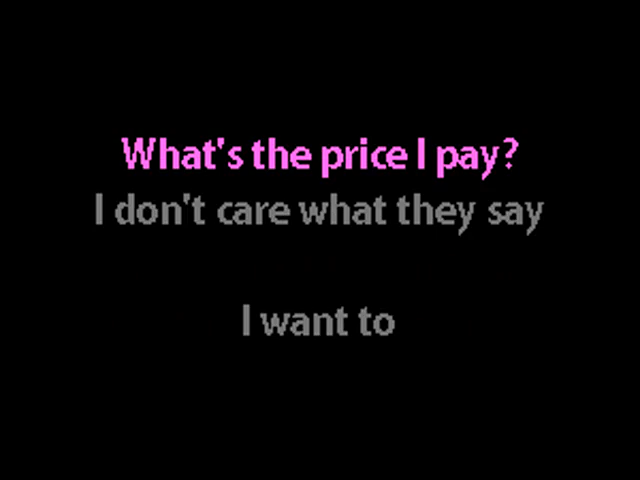 What's the price I pay?
I don't care what they say
I want to